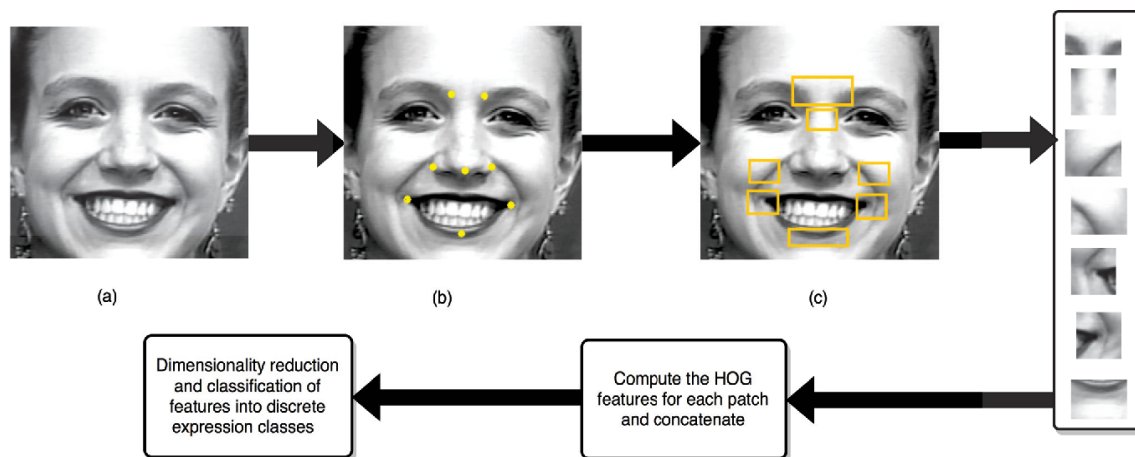 (a)
(b)
(c)
Dimensionality reduction
and classification of
features into discrete
expression classes
Compute the HOG
features for each patch
and concatenate